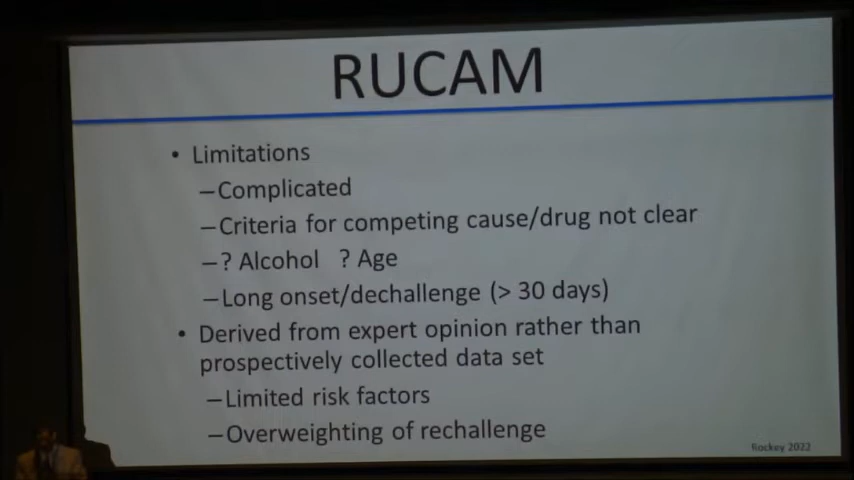 RUCAM
• Limitations
–Complicated
–Criteria for competing cause/drug not clear
–? Alcohol ? Age
–Long onset/dechallenge (> 30 days)
• Derived from expert opinion rather than
prospectively collected data set
–Limited risk factors
–Overweighting of rechallenge
Rockey 2022